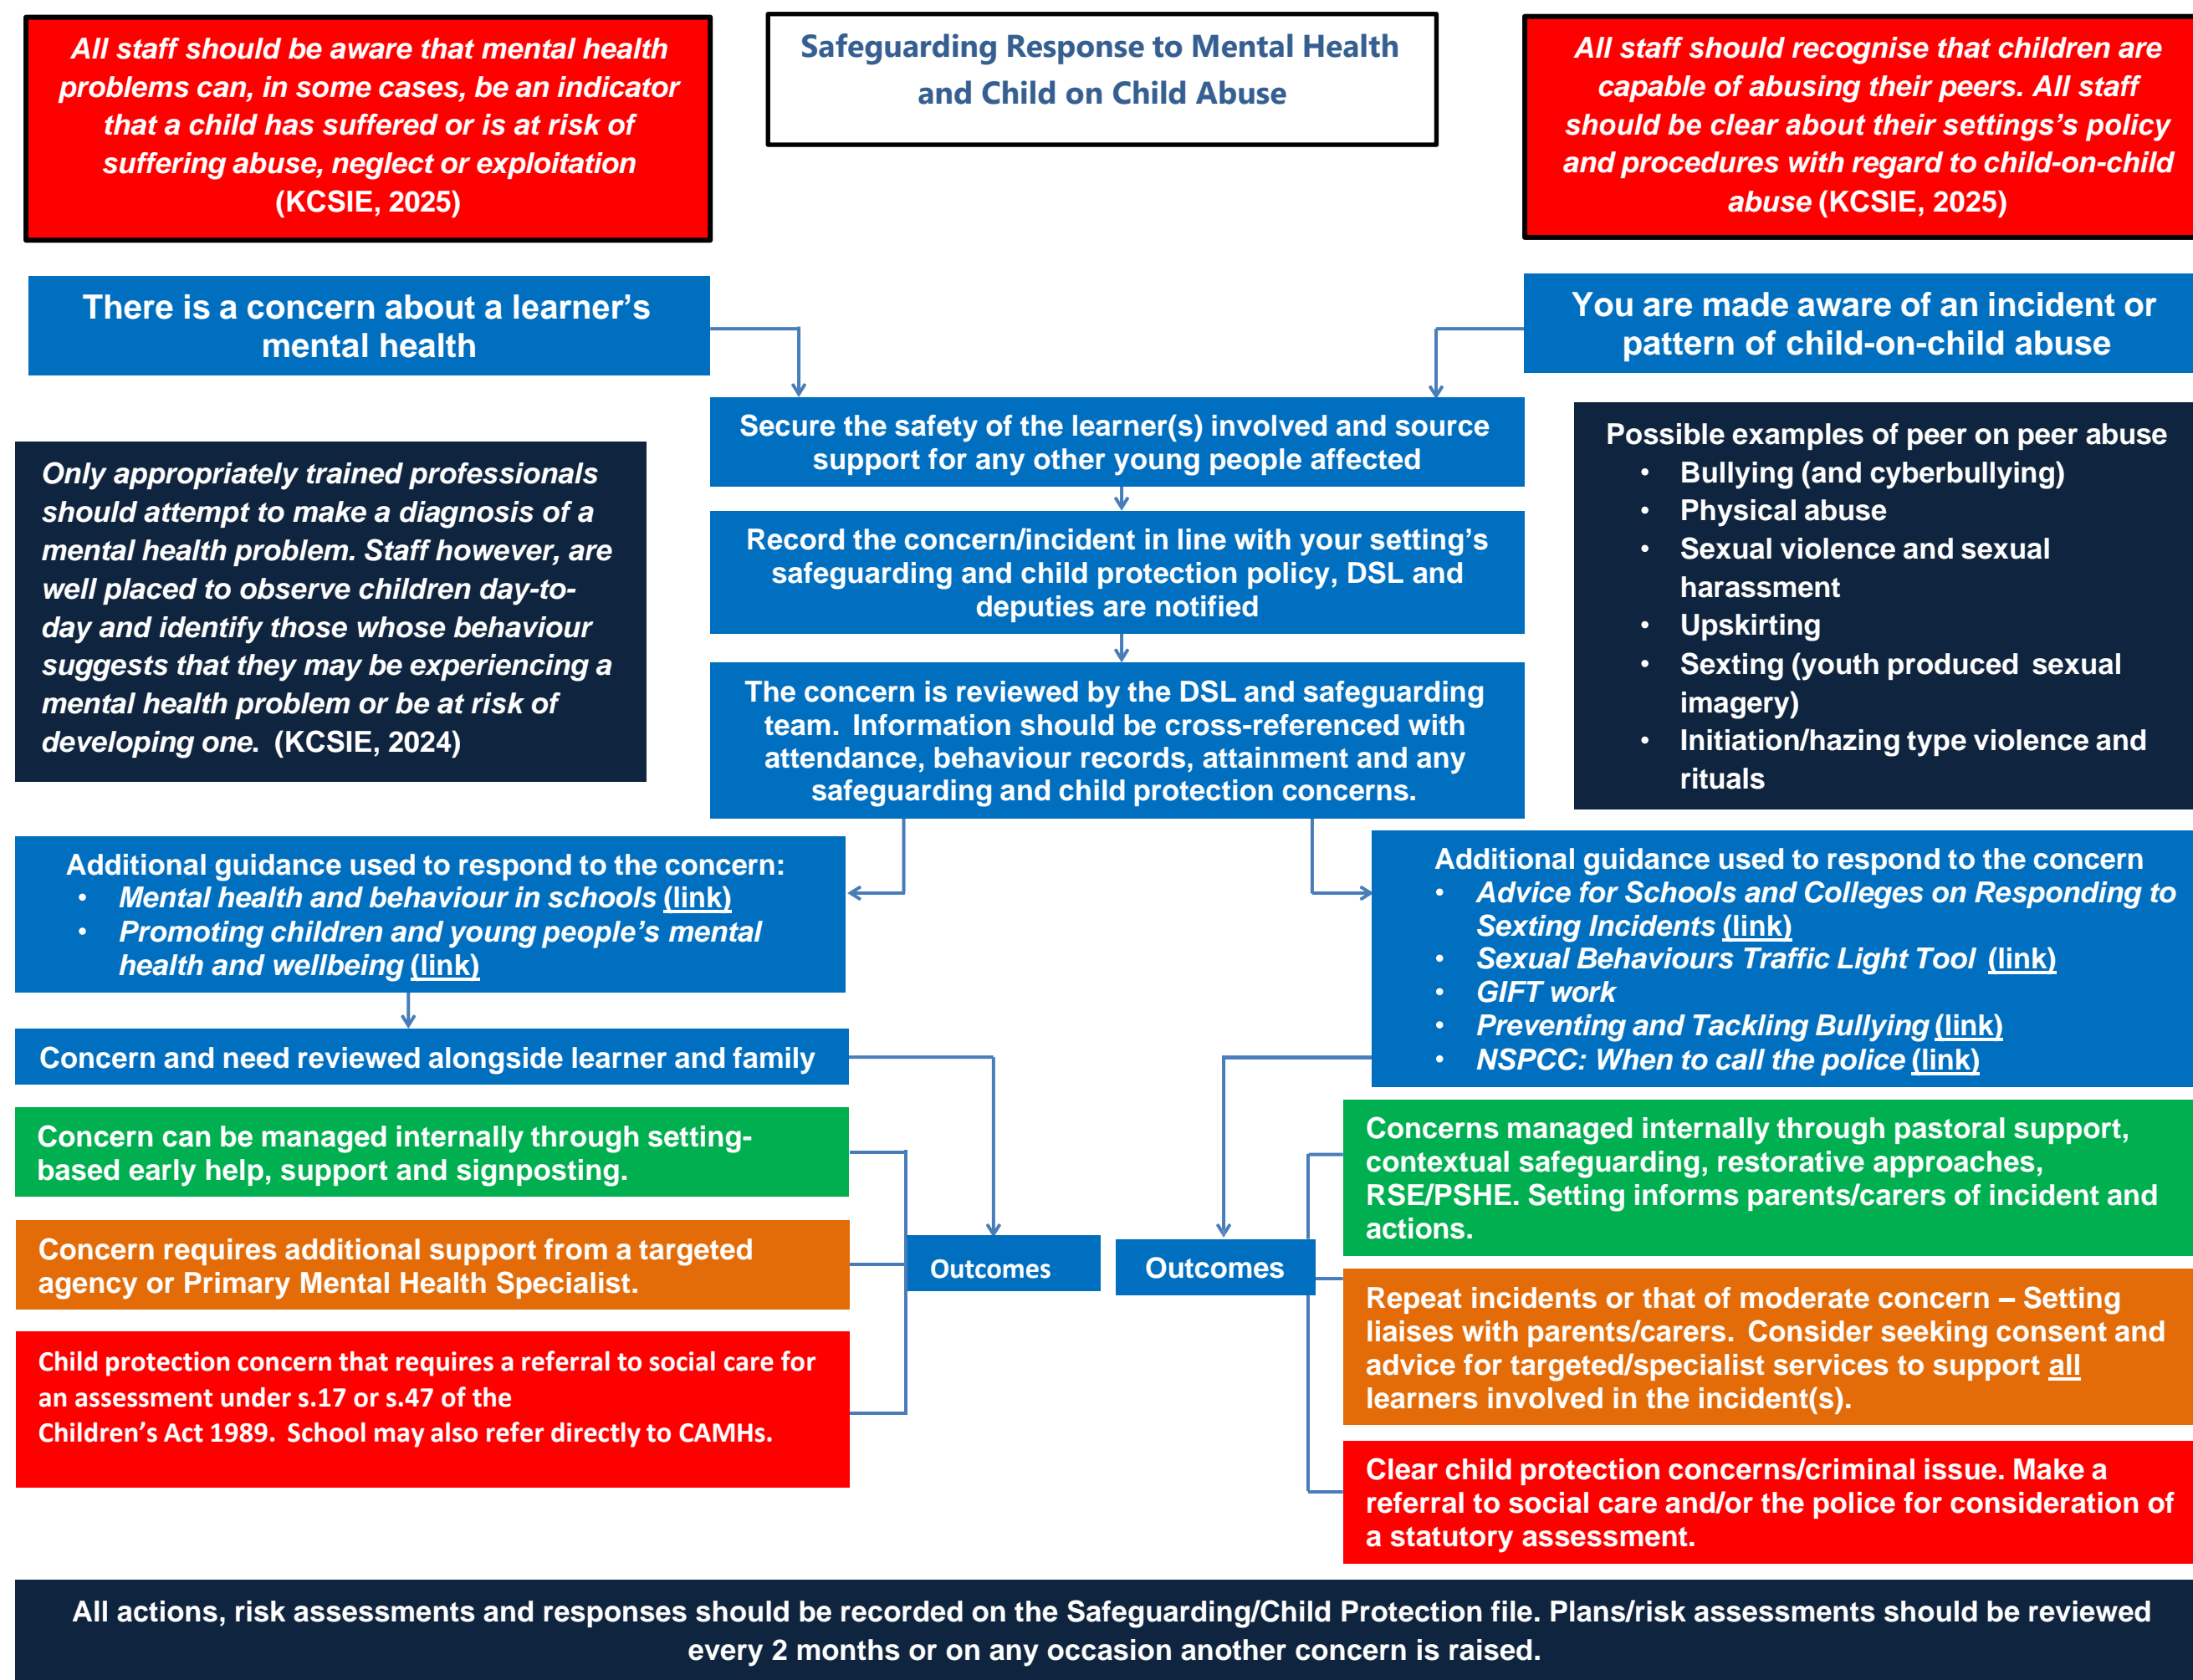 All staff should be aware that mental health
problems can, in some cases, be an indicator
that a child has suffered or is at risk of
suffering abuse, neglect or exploitation
(KCSIE, 2025)
Safeguarding Response to Mental Health
and Child on Child Abuse
All staff should recognise that children are
capable of abusing their peers. All staff
should be clear about their settings's policy
and procedures with regard to child-on-child
abuse (KCSIE, 2025)
There is a concern about a learner’s
mental health
You are made aware of an incident or
pattern of child-on-child abuse
Secure the safety of the learner(s) involved and source
support for any other young people affected
Only appropriately trained professionals
should attempt to make a diagnosis of a
mental health problem. Staff however, are
well placed to observe children day-to-
day and identify those whose behaviour
suggests that they may be experiencing a
mental health problem or be at risk of
developing one. (KCSIE, 2024)
Record the concern/incident in line with your setting’s
safeguarding and child protection policy, DSL and
deputies are notified
Possible examples of peer on peer abuse
• Bullying (and cyberbullying)
• Physical abuse
• Sexual violence and sexual
harassment
• Upskirting
• Sexting (youth produced sexual
imagery)
• Initiation/hazing type violence and
rituals
The concern is reviewed by the DSL and safeguarding
team. Information should be cross-referenced with
attendance, behaviour records, attainment and any
safeguarding and child protection concerns.
Additional guidance used to respond to the concern:
• Mental health and behaviour in schools (link)
• Promoting children and young people’s mental
health and wellbeing (link)
Additional guidance used to respond to the concern
• Advice for Schools and Colleges on Responding to
Sexting Incidents (link)
• Sexual Behaviours Traffic Light Tool (link)
• GIFT work
• Preventing and Tackling Bullying (link)
• NSPCC: When to call the police (link)
Concern and need reviewed alongside learner and family
Concern can be managed internally through setting-
based early help, support and signposting.
Concern requires additional support from a targeted
agency or Primary Mental Health Specialist.
Child protection concern that requires a referral to social care for
an assessment under s.17 or s.47 of the
Children’s Act 1989. School may also refer directly to CAMHs.
Outcomes
Outcomes
Concerns managed internally through pastoral support,
contextual safeguarding, restorative approaches,
RSE/PSHE. Setting informs parents/carers of incident and
actions.
Repeat incidents or that of moderate concern – Setting
liaises with parents/carers. Consider seeking consent and
advice for targeted/specialist services to support all
learners involved in the incident(s).
Clear child protection concerns/criminal issue. Make a
referral to social care and/or the police for consideration of
a statutory assessment.
All actions, risk assessments and responses should be recorded on the Safeguarding/Child Protection file. Plans/risk assessments should be reviewed
every 2 months or on any occasion another concern is raised.